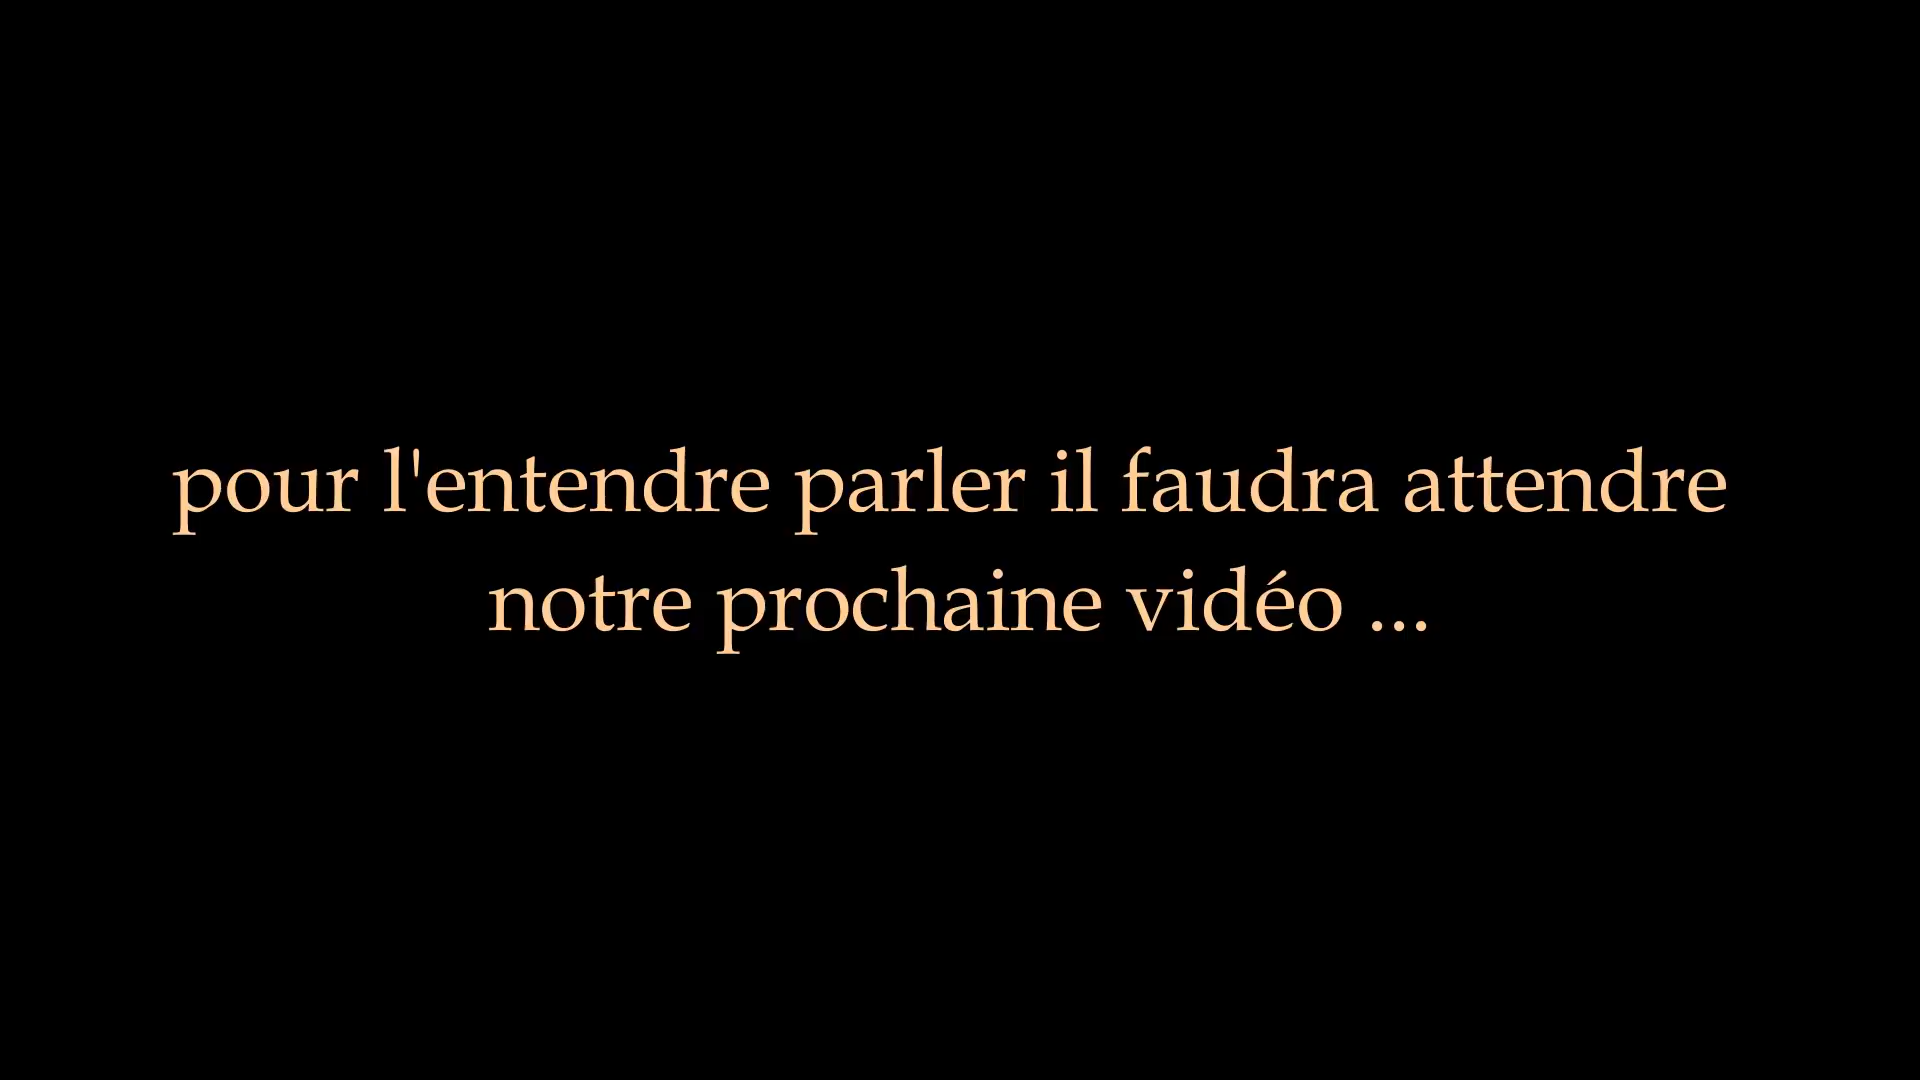 pour l'entendre parler il faudra attendre
notre prochaine vidéo ...